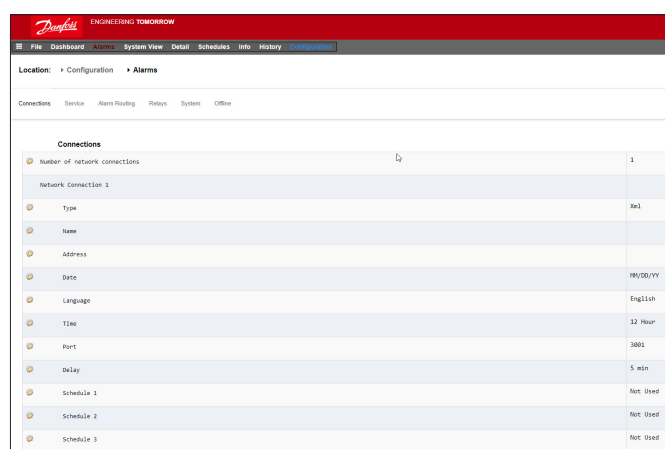 Danfoss ENGINEERING TOMORROW
File Dashboard Alarms System View Detail Schedules Info History Configuration
Location: Configuration Alarms
Connections Service Alarm Routing Relays System Offline
Connections
Number of network connections 1
Network Connection 1
Type Xml
Name
Address
Date MM/DD/YY
Language English
Time 12 Hour
Port 3001
Delay 5 min
Schedule 1 Not Used
Schedule 2 Not Used
Schedule 3 Not Used